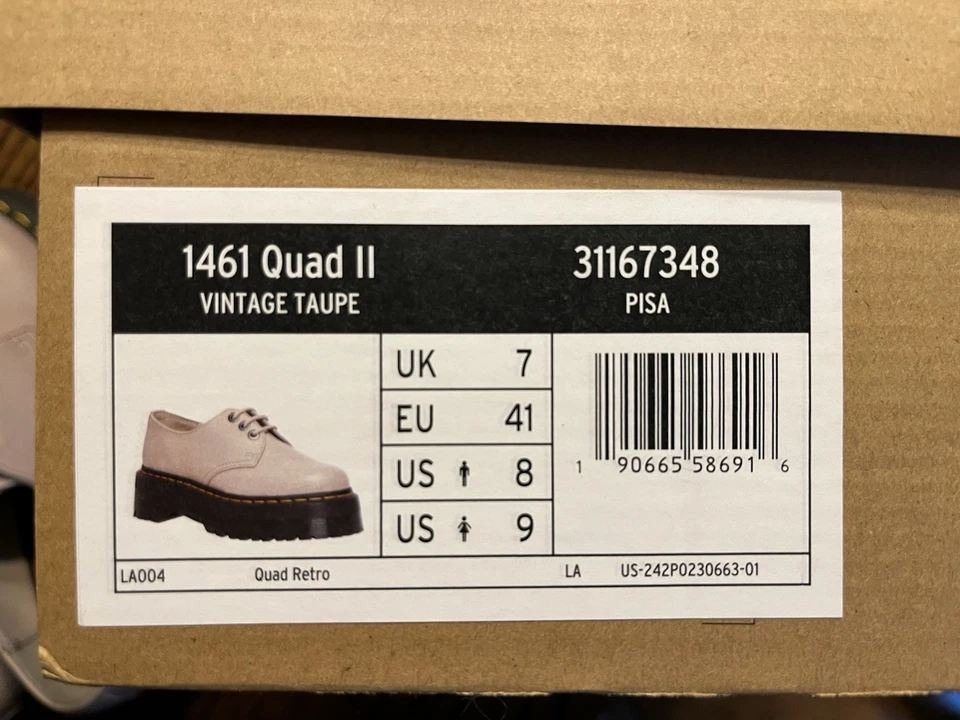 1461 Quad II
VINTAGE TAUPE
31167348
PISA
UK 7
EU 41
US 8
US 9
1 90665 58691 6
LA004 Quad Retro LA US-242P0230663-01